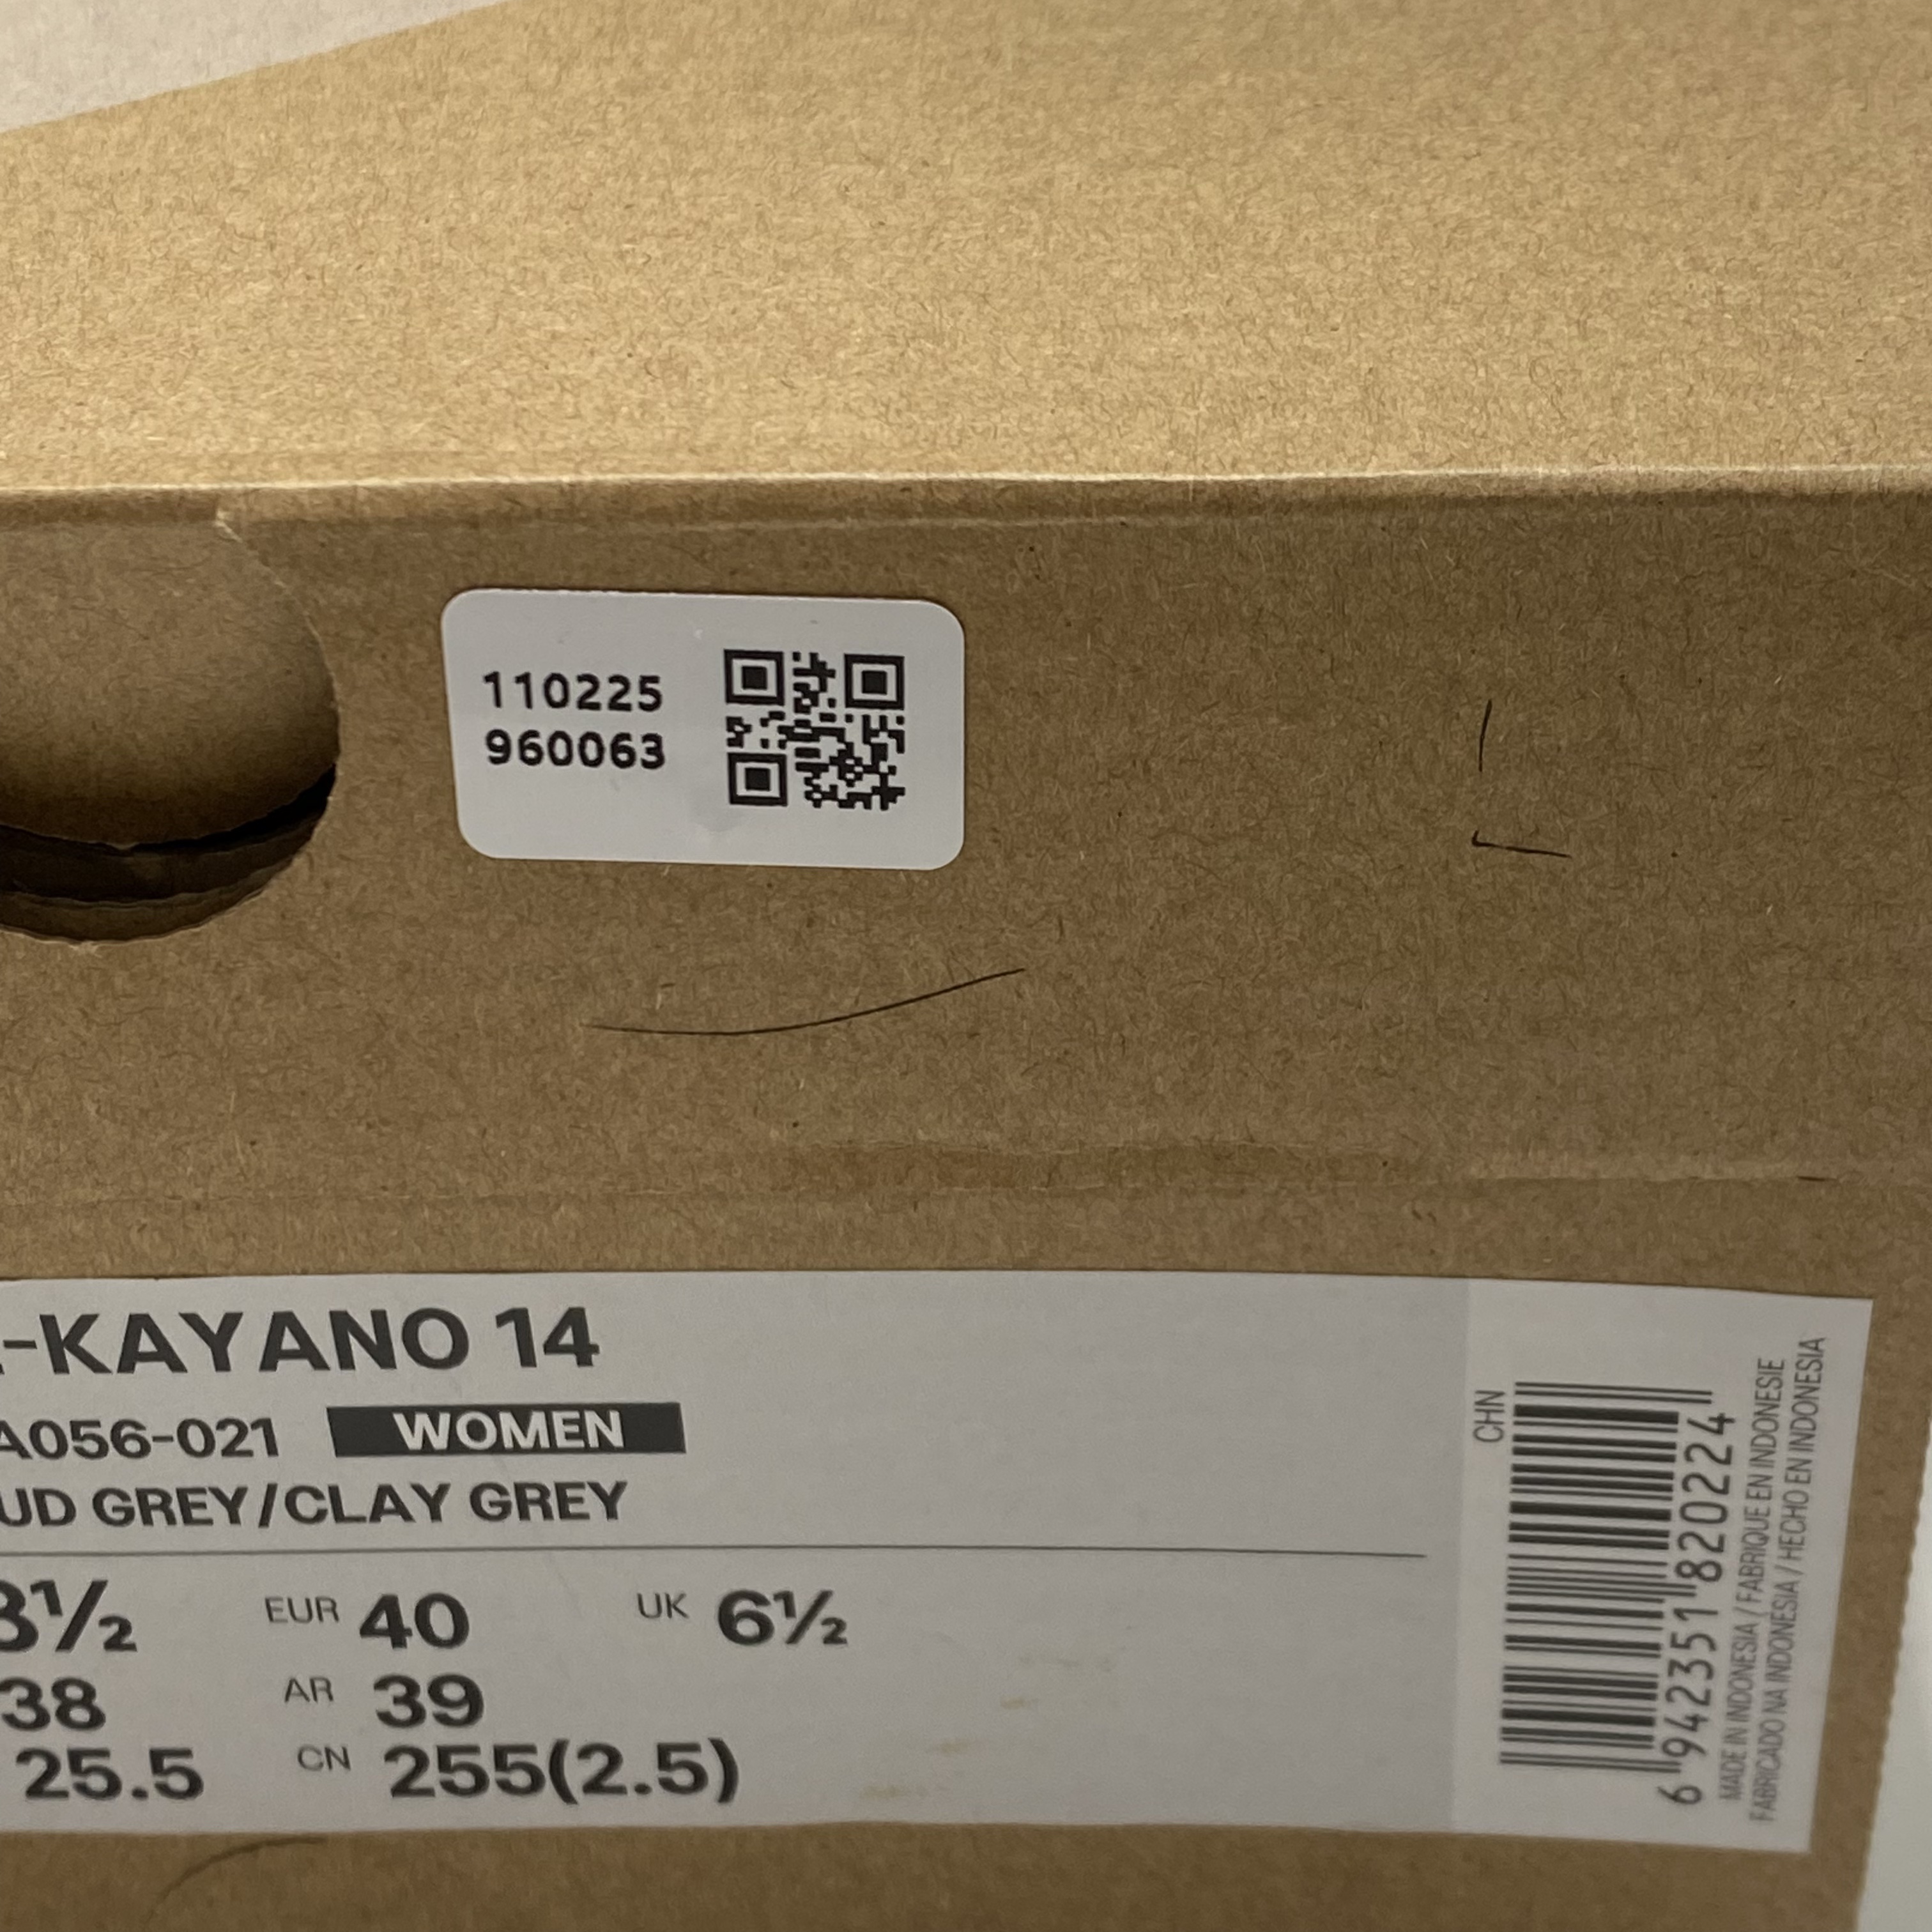 110225
960063
-KAYANO 14
A056-021 WOMEN
UD GREY/CLAY GREY
8½ EUR 40 UK 6½
38 AR 39
25.5 CN 255(2.5)
CHN
6 942351 820224
MADE IN INDONESIA / FABRIQUE EN INDONESIE
FABRICADO NA INDONESIA / HECHO EN INDONESIA